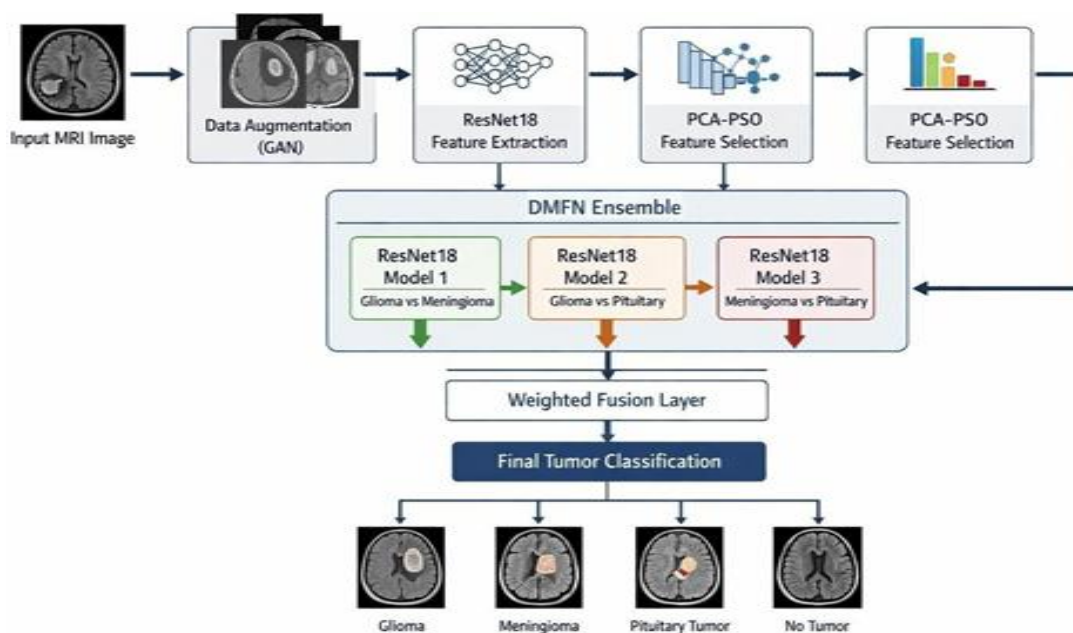 Input MRI Image
Data Augmentation
(GAN)
ResNet18
Feature Extraction
PCA-PSO
Feature Selection
PCA-PSO
Feature Selection
DMFN Ensemble
ResNet18
Model 1
Glioma vs Meningioma
ResNet18
Model 2
Glioma vs Pituitary
ResNet18
Model 3
Meningioma vs Pituitary
Weighted Fusion Layer
Final Tumor Classification
Glioma
Meningioma
Pituitary Tumor
No Tumor